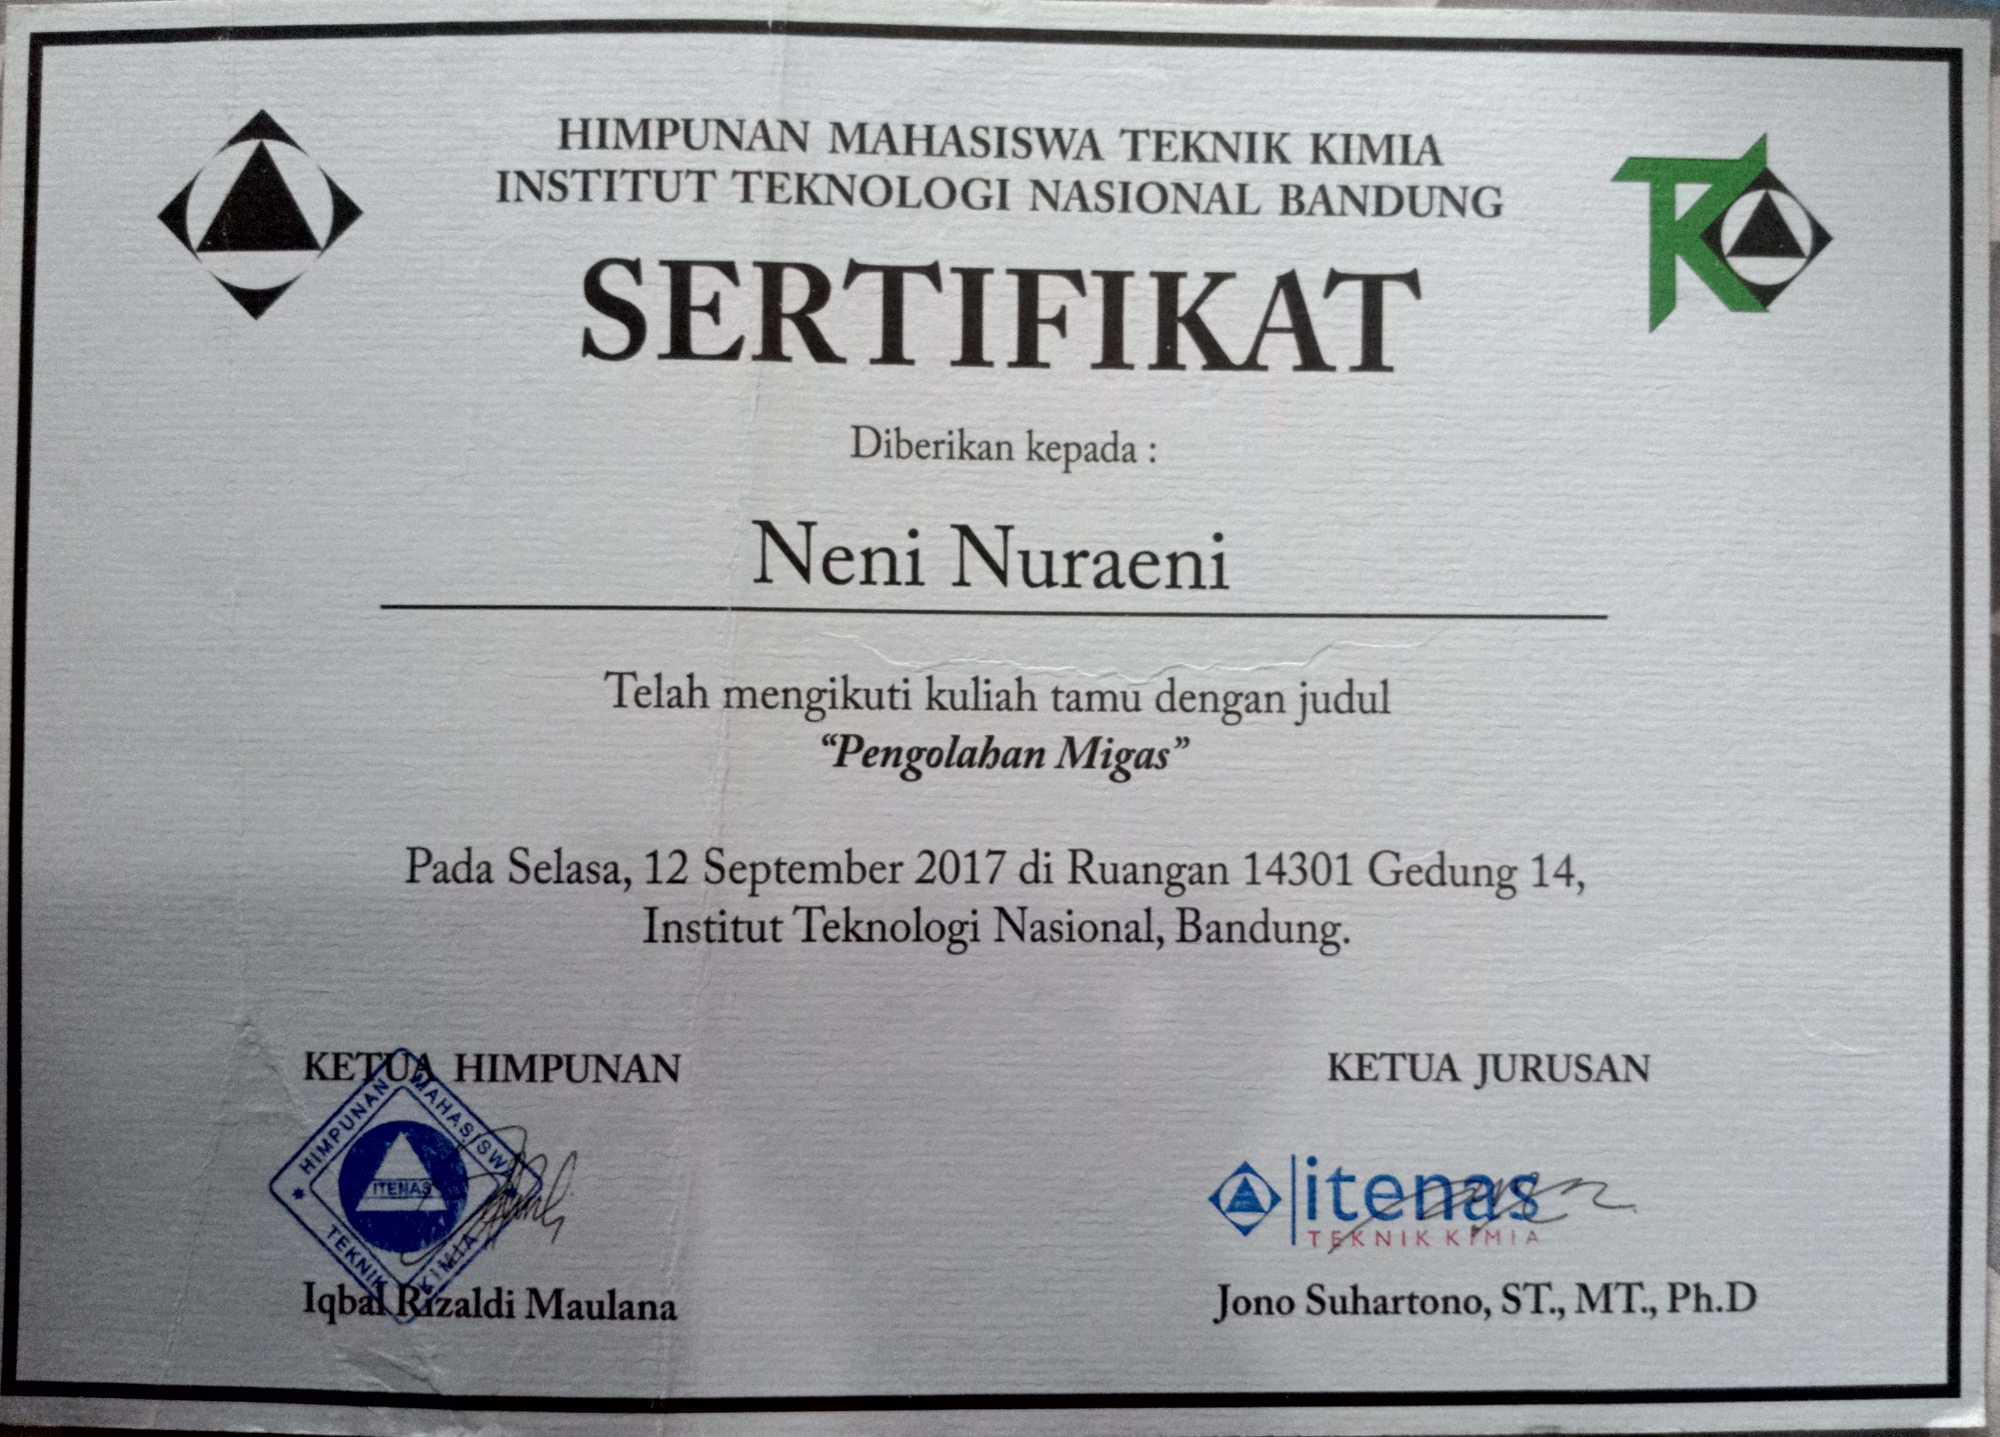 HIMPUNAN MAHASISWA TEKNIK KIMIA
INSTITUT TEKNOLOGI NASIONAL BANDUNG
TK
SERTIFIKAT
Diberikan kepada :
Neni Nuraeni
Telah mengikuti kuliah tamu dengan judul
“Pengolahan Migas”
Pada Selasa, 12 September 2017 di Ruangan 14301 Gedung 14,
Institut Teknologi Nasional, Bandung.
KETUA HIMPUNAN
HIMPUNAN MAHASISWA
ITENAS
TEKNIK KIMIA
Iqbal Rizaldi Maulana
KETUA JURUSAN
itenas
TEKNIK KIMIA
Jono Suhartono, ST., MT., Ph.D